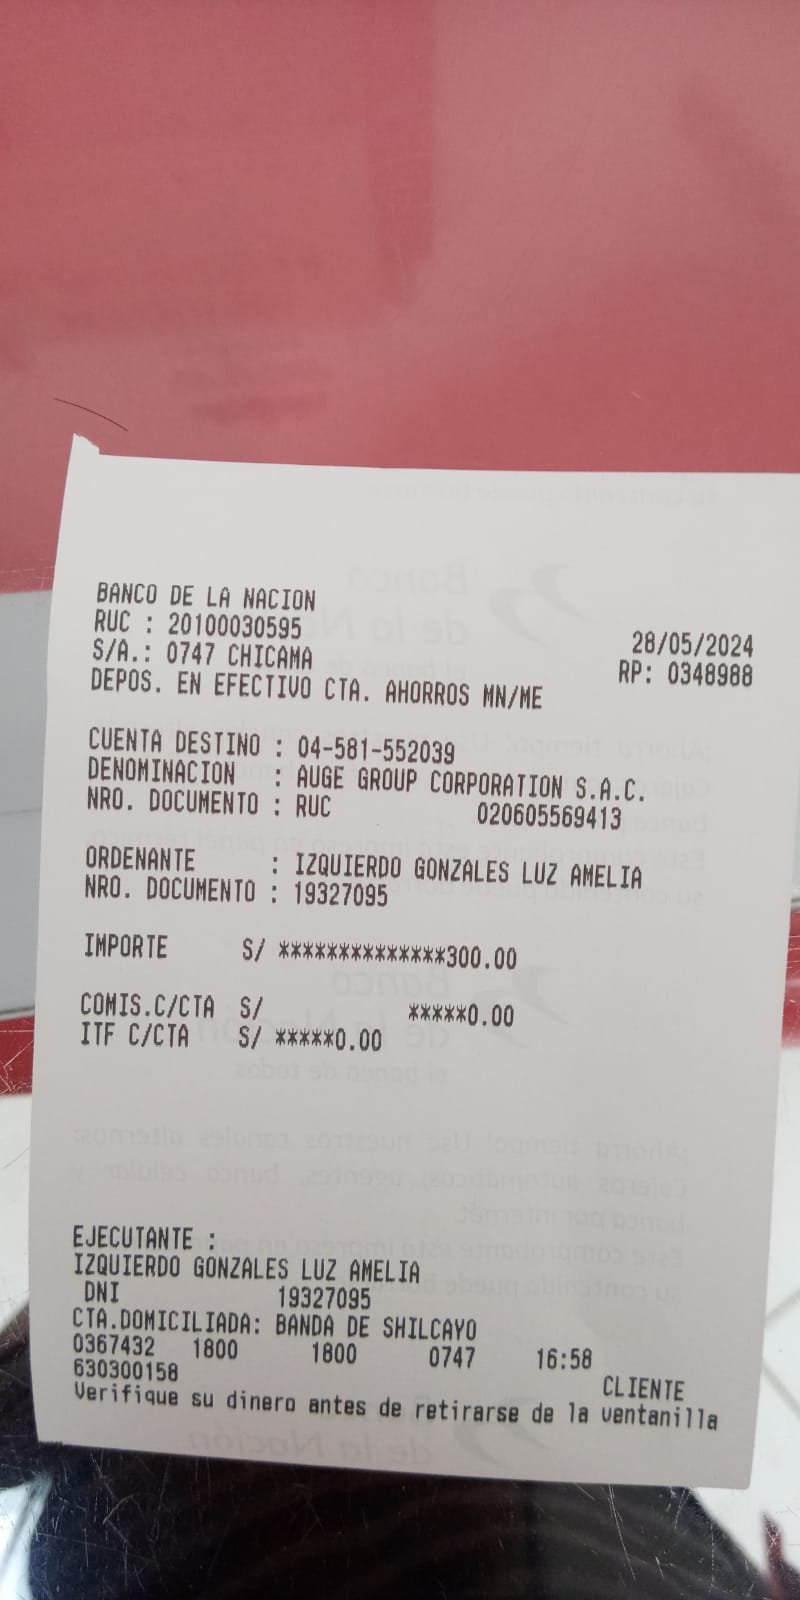 BANCO DE LA NACION
RUC : 20100030595 28/05/2024
S/A.: 0747 CHICAMA RP: 0348988
DEPOS. EN EFECTIVO CTA. AHORROS MN/ME
CUENTA DESTINO : 04-581-552039
DENOMINACION : AUGE GROUP CORPORATION S.A.C.
NRO. DOCUMENTO : RUC 020605569413
ORDENANTE : IZQUIERDO GONZALES LUZ AMELIA
NRO. DOCUMENTO : 19327095
IMPORTE S/ **************300.00
COMIS.C/CTA S/ *****0.00
ITF C/CTA S/ *****0.00
EJECUTANTE :
IZQUIERDO GONZALES LUZ AMELIA
DNI 19327095
CTA.DOMICILIADA: BANDA DE SHILCAYO
0367432 1800 1800 0747 16:58
630300158 CLIENTE
Verifique su dinero antes de retirarse de la ventanilla